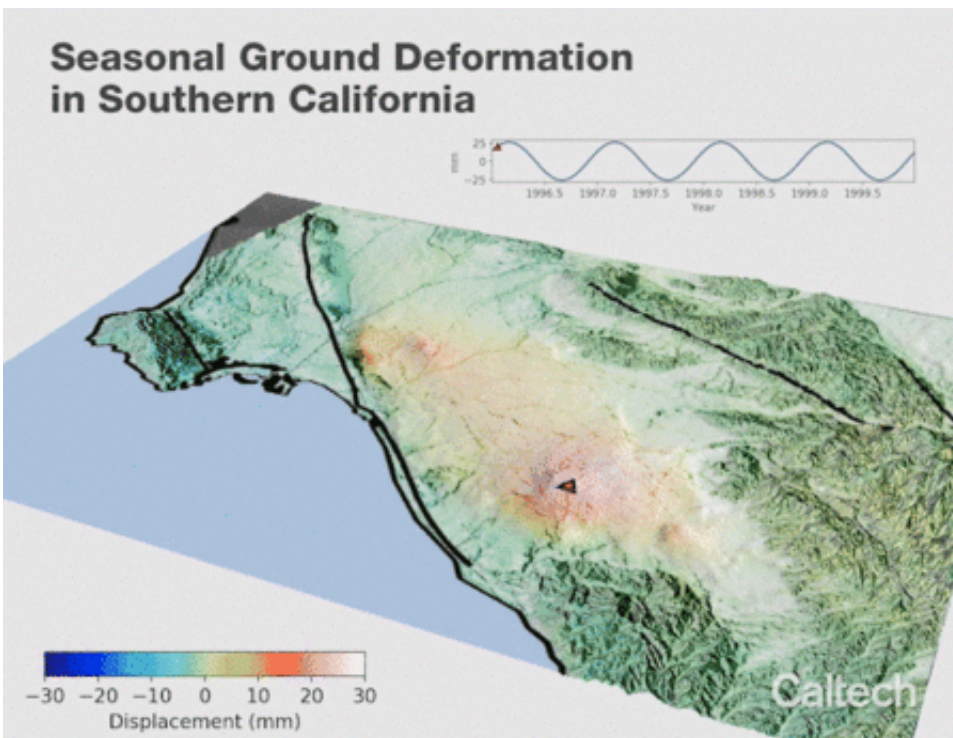 Seasonal Ground Deformation
in Southern California
25
0
−25
mm
1996.5 1997.0 1997.5 1998.0 1998.5 1999.0 1999.5
Year
−30 −20 −10 0 10 20 30
Displacement (mm)
Caltech